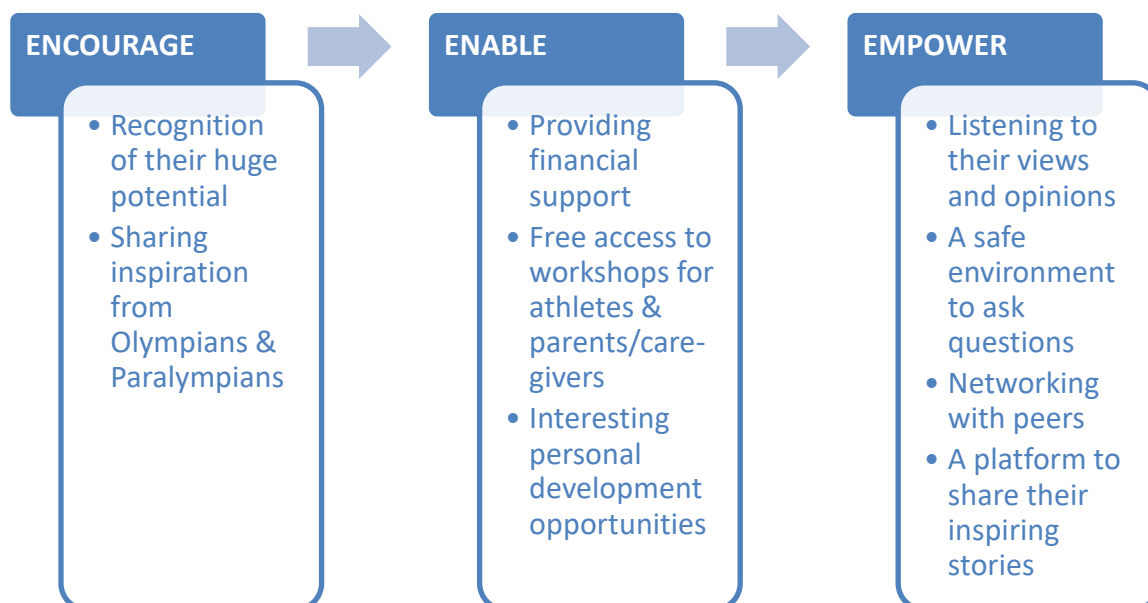 ENCOURAGE
• Recognition
of their huge
potential
• Sharing
inspiration
from
Olympians &
Paralympians
ENABLE
• Providing
financial
support
• Free access to
workshops for
athletes &
parents/care-
givers
• Interesting
personal
development
opportunities
EMPOWER
• Listening to
their views
and opinions
• A safe
environment
to ask
questions
• Networking
with peers
• A platform to
share their
inspiring
stories